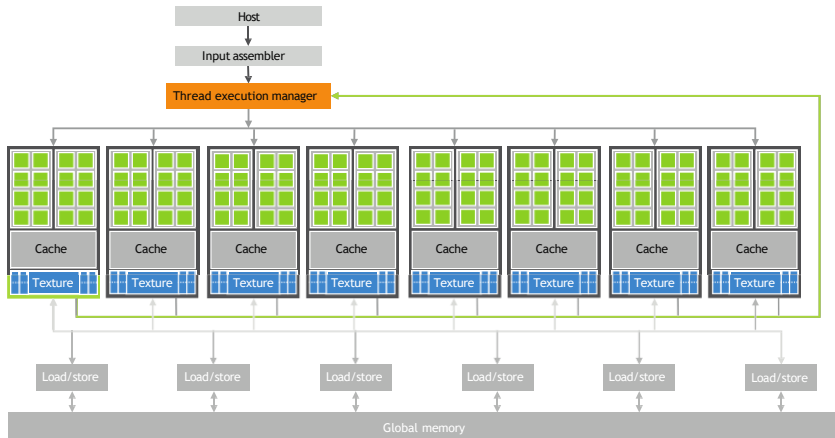 Host
Input assembler
Thread execution manager
Cache Cache Cache Cache Cache Cache Cache Cache
Texture Texture Texture Texture Texture Texture Texture Texture
Load/store Load/store Load/store Load/store Load/store Load/store
Global memory